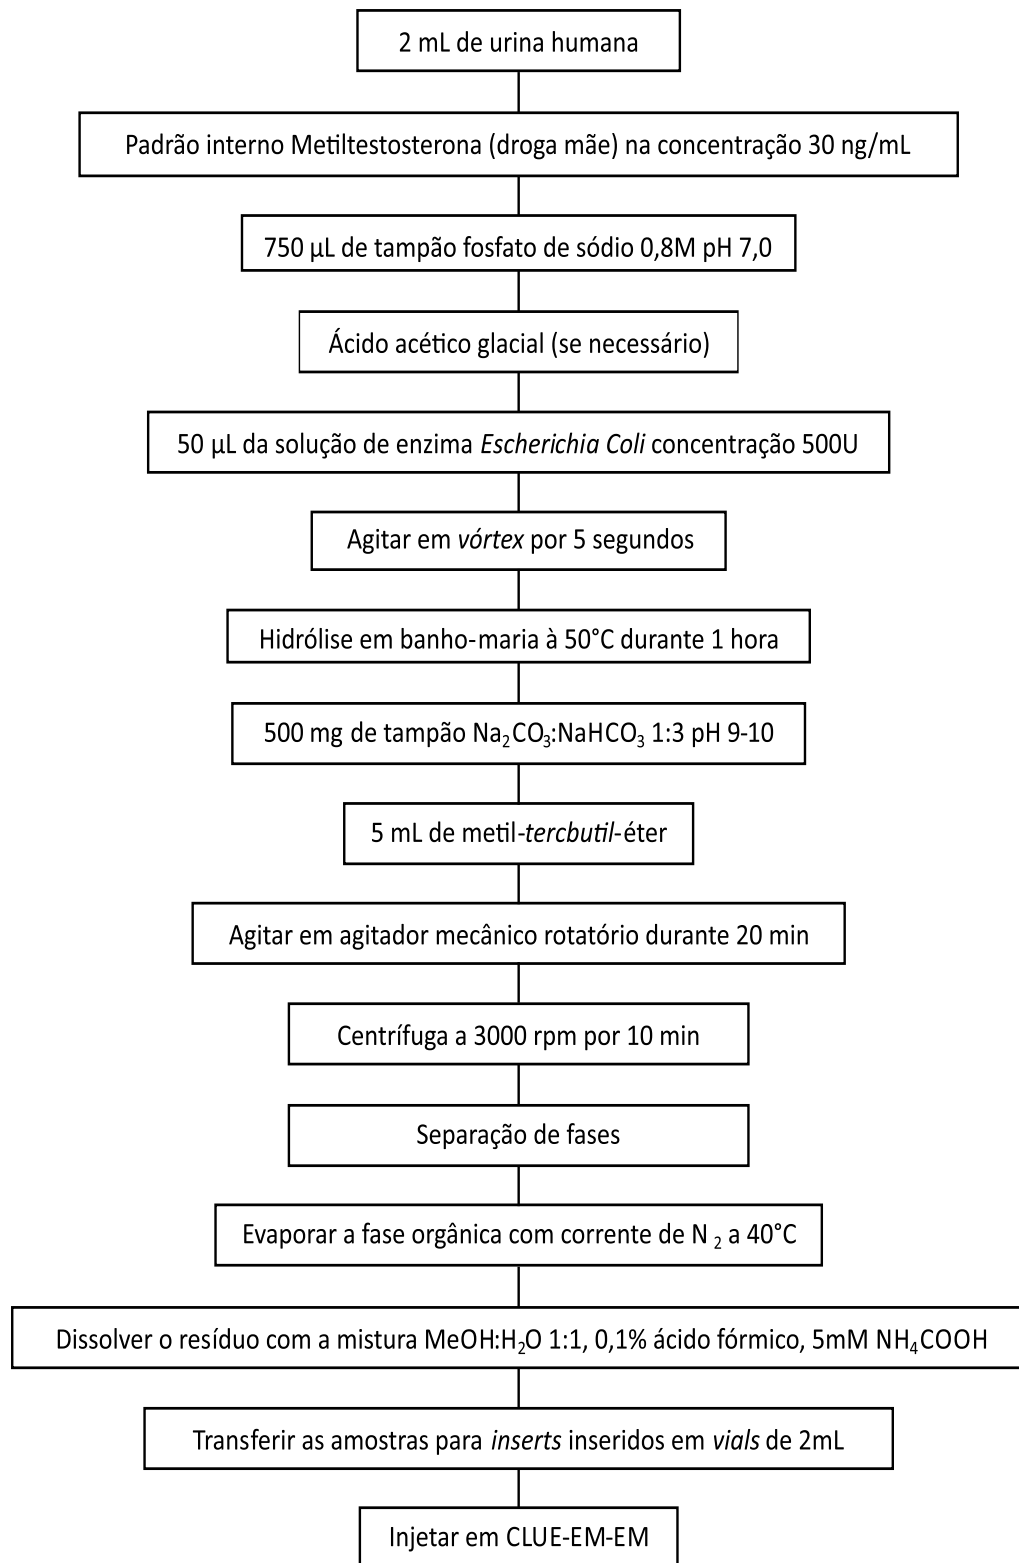 2 mL de urina humana
Padrão interno Metiltestosterona (droga mãe) na concentração 30 ng/mL
750 µL de tampão fosfato de sódio 0,8M pH 7,0
Ácido acético glacial (se necessário)
50 µL da solução de enzima Escherichia Coli concentração 500U
Agitar em vórtex por 5 segundos
Hidrólise em banho-maria à 50°C durante 1 hora
500 mg de tampão Na₂CO₃:NaHCO₃ 1:3 pH 9-10
5 mL de metil-tercbutil-éter
Agitar em agitador mecânico rotatório durante 20 min
Centrífuga a 3000 rpm por 10 min
Separação de fases
Evaporar a fase orgânica com corrente de N₂ a 40°C
Dissolver o resíduo com a mistura MeOH:H₂O 1:1, 0,1% ácido fórmico, 5mM NH₄COOH
Transferir as amostras para inserts inseridos em vials de 2mL
Injetar em CLUE-EM-EM